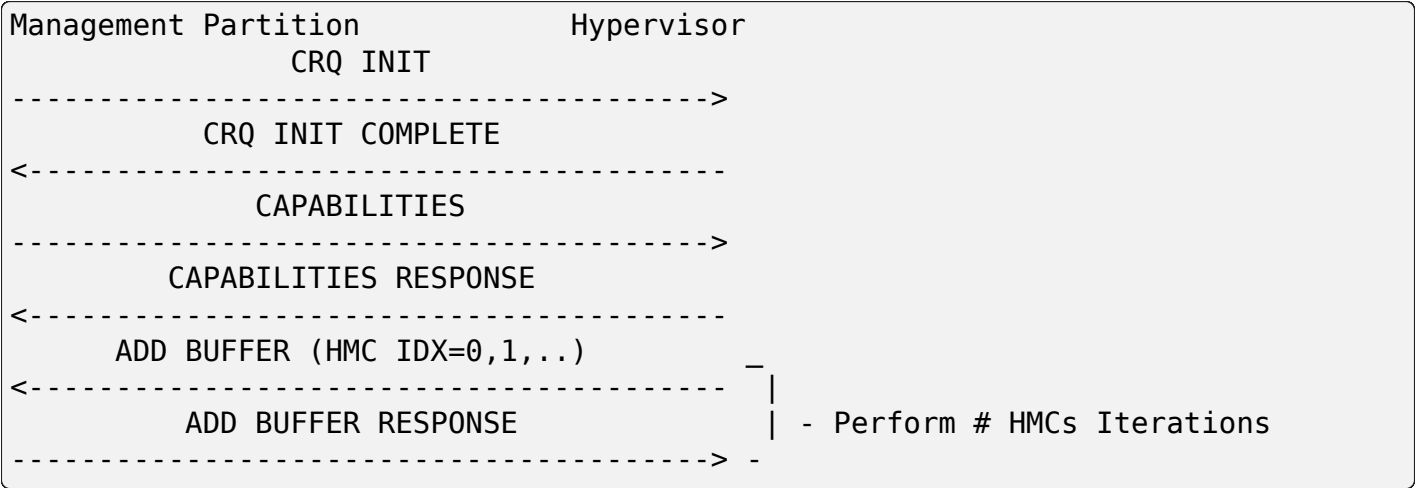 Management Partition            Hypervisor
                CRQ INIT
---------------------------------------->
           CRQ INIT COMPLETE
<----------------------------------------
              CAPABILITIES
---------------------------------------->
         CAPABILITIES RESPONSE
<----------------------------------------
      ADD BUFFER (HMC IDX=0,1,..)         _
<----------------------------------------  |
          ADD BUFFER RESPONSE              | - Perform # HMCs Iterations
----------------------------------------> -